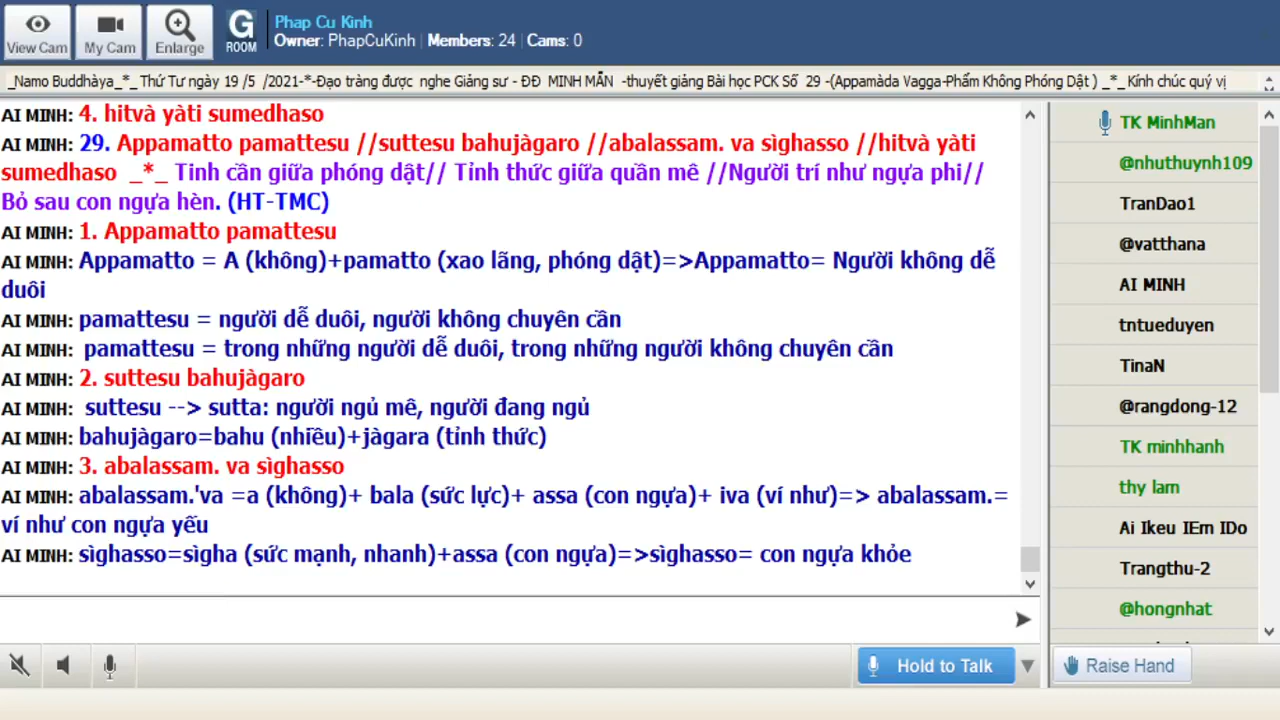 View Cam
My Cam
Enlarge
G
ROOM
Phap Cu Kinh
Owner: PhapCuKinh | Members: 24 | Cams: 0
_Namo Buddhàya_*_ Thứ Tư ngày 19 /5 /2021-*-Đạo tràng được nghe Giảng sư - ĐĐ MINH MẪN -thuyết giảng Bài học PCK Số 29 -(Appamàda Vagga-Phẩm Không Phóng Dật ) _*_ Kính chúc quý vị
AI MINH: 4. hitvà yàti sumedhaso
AI MINH: 29. Appamatto pamattesu //suttesu bahujàgaro //abalassam. va sìghasso //hitvà yàti
sumedhaso _*_ Tinh cần giữa phóng dật// Tỉnh thức giữa quần mê //Người trí như ngựa phi//
Bỏ sau con ngựa hèn. (HT-TMC)
AI MINH: 1. Appamatto pamattesu
AI MINH: Appamatto = A (không)+pamatto (xao lãng, phóng dật)=>Appamatto= Người không dễ
duôi
AI MINH: pamattesu = người dễ duôi, người không chuyên cần
AI MINH: pamattesu = trong những người dễ duôi, trong những người không chuyên cần
AI MINH: 2. suttesu bahujàgaro
AI MINH: suttesu --> sutta: người ngủ mê, người đang ngủ
AI MINH: bahujàgaro=bahu (nhiều)+jàgara (tỉnh thức)
AI MINH: 3. abalassam. va sìghasso
AI MINH: abalassam.'va =a (không)+ bala (sức lực)+ assa (con ngựa)+ iva (ví như)=> abalassam.=
ví như con ngựa yếu
AI MINH: sìghasso=sìgha (sức mạnh, nhanh)+assa (con ngựa)=>sìghasso= con ngựa khỏe
TK MinhMan
@nhuthuynh109
TranDao1
@vatthana
AI MINH
tntueduyen
TinaN
@rangdong-12
TK minhhanh
thy lam
Ai Ikeu IEm IDo
Trangthu-2
@hongnhat
Hold to Talk
Raise Hand